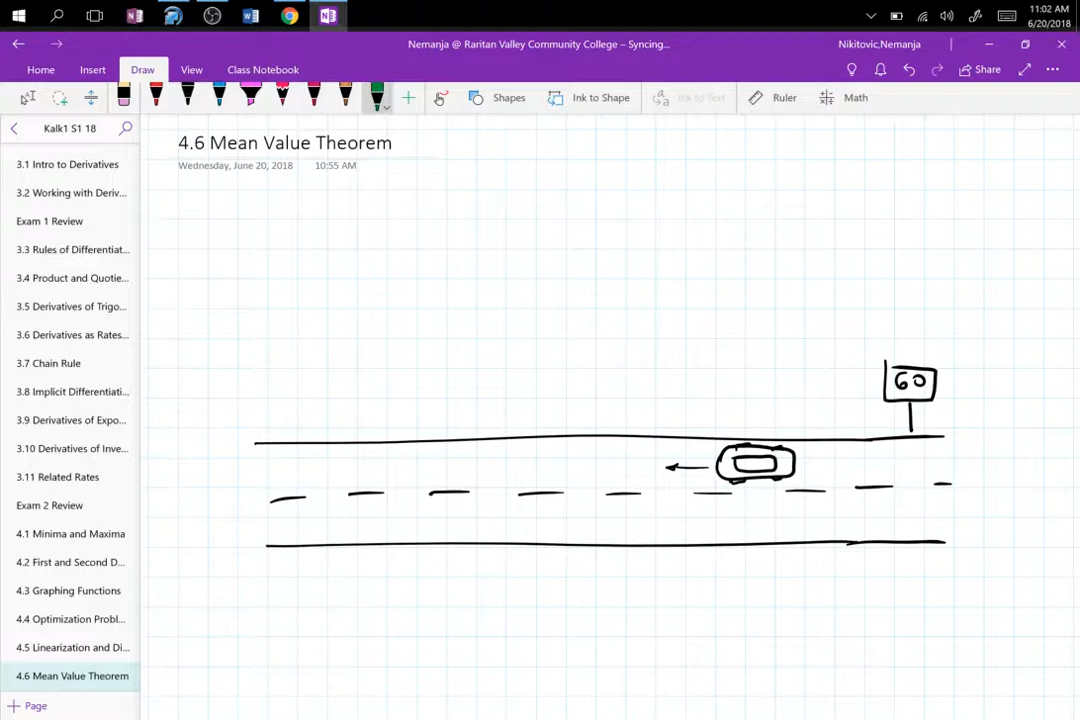 11:02 AM
6/20/2018
Nemanja @ Raritan Valley Community College – Syncing...
Nikitovic,Nemanja
Home Insert Draw View Class Notebook
Share
Shapes Ink to Shape Ink to Text Ruler Math
Kalk1 S1 18
3.1 Intro to Derivatives
3.2 Working with Deriv...
Exam 1 Review
3.3 Rules of Differentiat...
3.4 Product and Quotie...
3.5 Derivatives of Trigo...
3.6 Derivatives as Rates...
3.7 Chain Rule
3.8 Implicit Differentiati...
3.9 Derivatives of Expo...
3.10 Derivatives of Inve...
3.11 Related Rates
Exam 2 Review
4.1 Minima and Maxima
4.2 First and Second D...
4.3 Graphing Functions
4.4 Optimization Probl...
4.5 Linearization and Di...
4.6 Mean Value Theorem
Page
4.6 Mean Value Theorem
Wednesday, June 20, 2018 10:55 AM
60